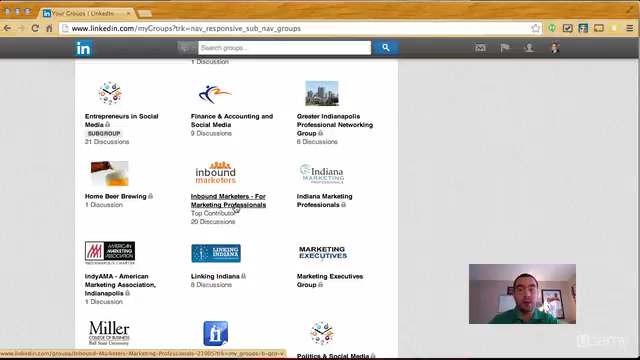 Your Groups | LinkedIn
www.linkedin.com/myGroups?trk=nav_responsive_sub_nav_groups
in
Search groups...
1 Discussion
Entrepreneurs in Social
Media
SUBGROUP
21 Discussions
Finance & Accounting and
Social Media
9 Discussions
Greater Indianapolis
Professional Networking
Group
6 Discussions
inbound
marketers
Indiana
MARKETING
PROFESSIONALS
Home Beer Brewing
1 Discussion
Inbound Marketers - For
Marketing Professionals
Top Contributor
20 Discussions
Indiana Marketing
Professionals
AMERICAN
MARKETING
ASSOCIATION
LINKING
INDIANA
MARKETING
EXECUTIVES
IndyAMA - American
Marketing Association,
Indianapolis
1 Discussion
Linking Indiana
8 Discussions
Marketing Executives
Group
Miller
COLLEGE OF BUSINESS
Ball State University
Politics & Social Media
udemy